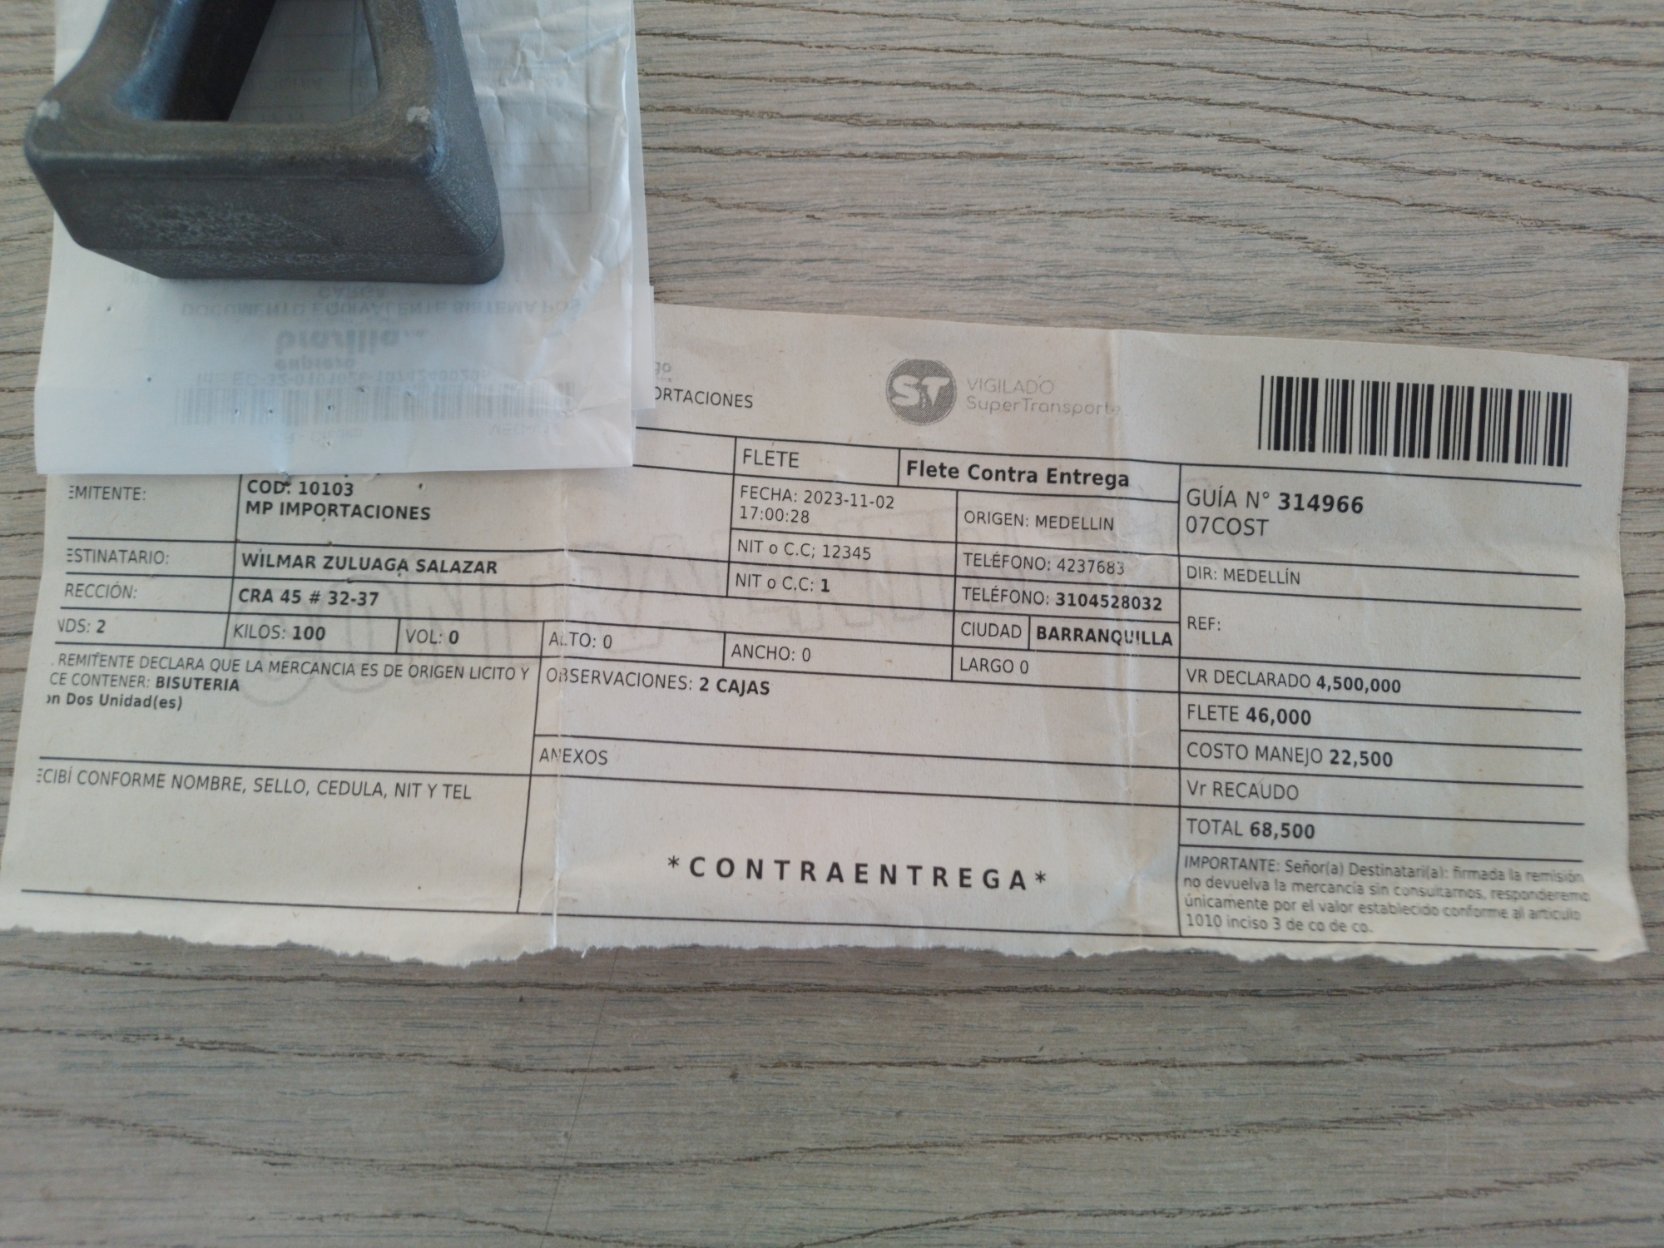 ORTACIONES
ST
VIGILADO
SuperTransporte
FLETE
Flete Contra Entrega
EMITENTE:
COD: 10103
MP IMPORTACIONES
FECHA: 2023-11-02
17:00:28
ORIGEN: MEDELLIN
GUÍA N° 314966
07COST
ESTINATARIO:
WILMAR ZULUAGA SALAZAR
NIT o C.C; 12345
TELÉFONO: 4237683
DIR: MEDELLÍN
RECCIÓN:
CRA 45 # 32-37
NIT o C.C: 1
TELÉFONO: 3104528032
REF:
NDS: 2
KILOS: 100
VOL: 0
ALTO: 0
ANCHO: 0
CIUDAD
BARRANQUILLA
LARGO 0
REMITENTE DECLARA QUE LA MERCANCIA ES DE ORIGEN LICITO Y
CE CONTENER: BISUTERIA
on Dos Unidad(es)
OBSERVACIONES: 2 CAJAS
VR DECLARADO 4,500,000
FLETE 46,000
ANEXOS
COSTO MANEJO 22,500
ECIBÍ CONFORME NOMBRE, SELLO, CEDULA, NIT Y TEL
Vr RECAUDO
TOTAL 68,500
*CONTRAENTREGA*
IMPORTANTE: Señor(a) Destinatari(a): firmada la remisión
no devuelva la mercancia sin consultarnos, responderemo
únicamente por el valor establecido conforme al articulo
1010 inciso 3 de co de co.